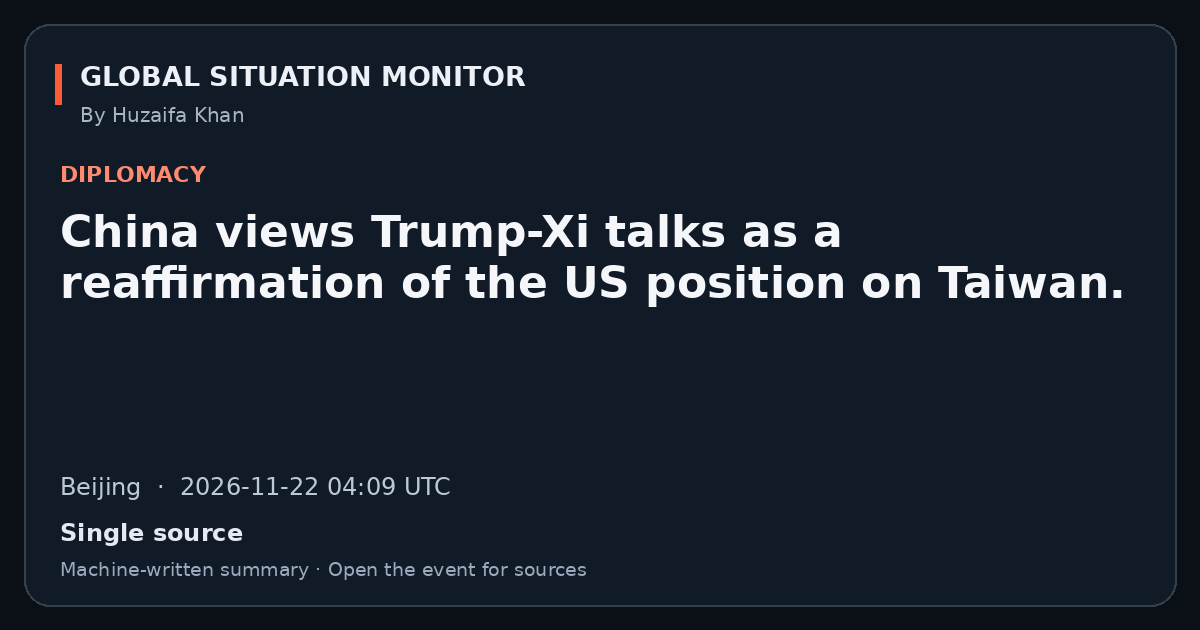 GLOBAL SITUATION MONITOR
By Huzaifa Khan
DIPLOMACY
China views Trump-Xi talks as a
reaffirmation of the US position on Taiwan.
Beijing · 2026-11-22 04:09 UTC
Single source
Machine-written summary · Open the event for sources